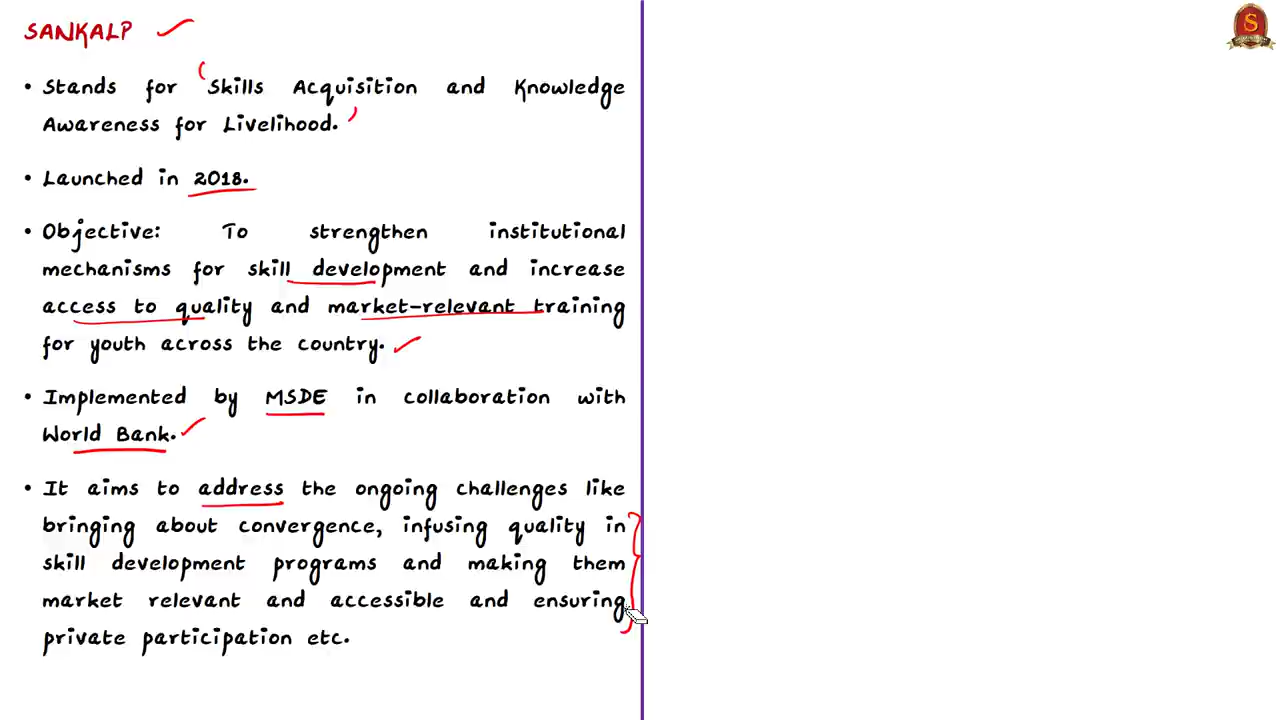 SANKALP
• Stands for Skills Acquisition and Knowledge
Awareness for Livelihood.
• Launched in 2018.
• Objective: To strengthen institutional
mechanisms for skill development and increase
access to quality and market-relevant training
for youth across the country.
• Implemented by MSDE in collaboration with
World Bank.
• It aims to address the ongoing challenges like
bringing about convergence, infusing quality in
skill development programs and making them
market relevant and accessible and ensuring
private participation etc.
S